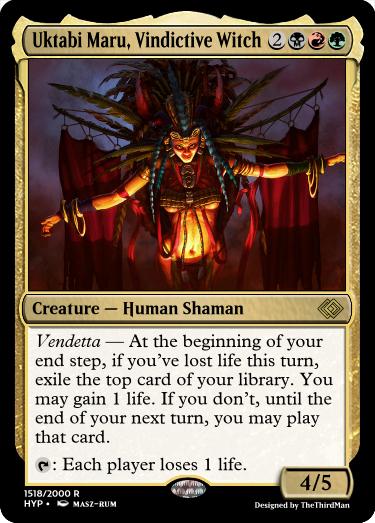 Uktabi Maru, Vindictive Witch 2
Creature — Human Shaman
Vendetta — At the beginning of your
end step, if you've lost life this turn,
exile the top card of your library. You
may gain 1 life. If you don't, until the
end of your next turn, you may play
that card.
: Each player loses 1 life.
4/5
1518/2000 R
HYP • MASZ-RUM
Designed by TheThirdMan